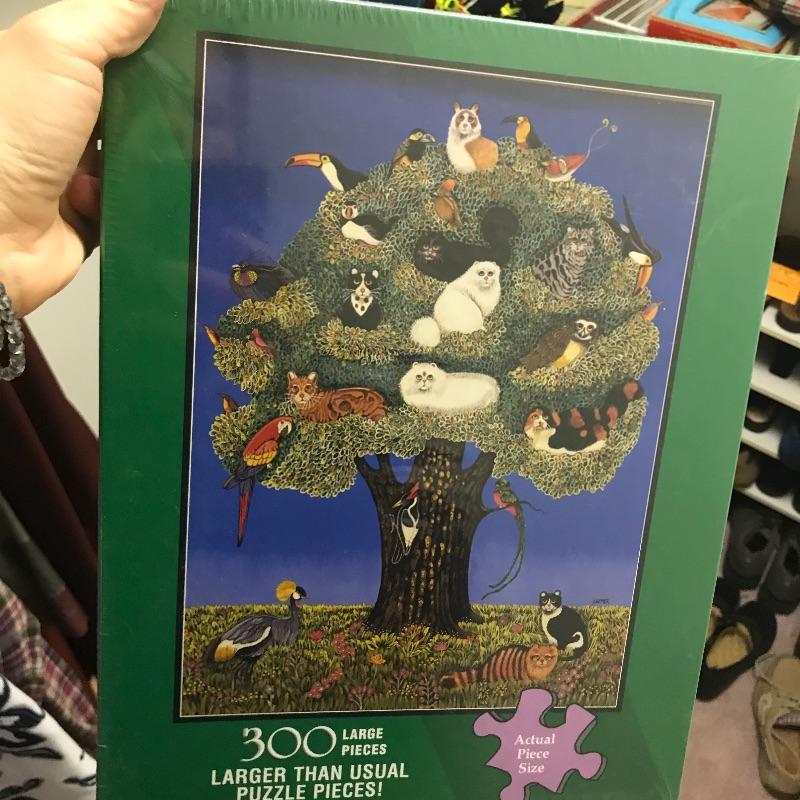 300 LARGE
PIECES
LARGER THAN USUAL
PUZZLE PIECES!
Actual
Piece
Size